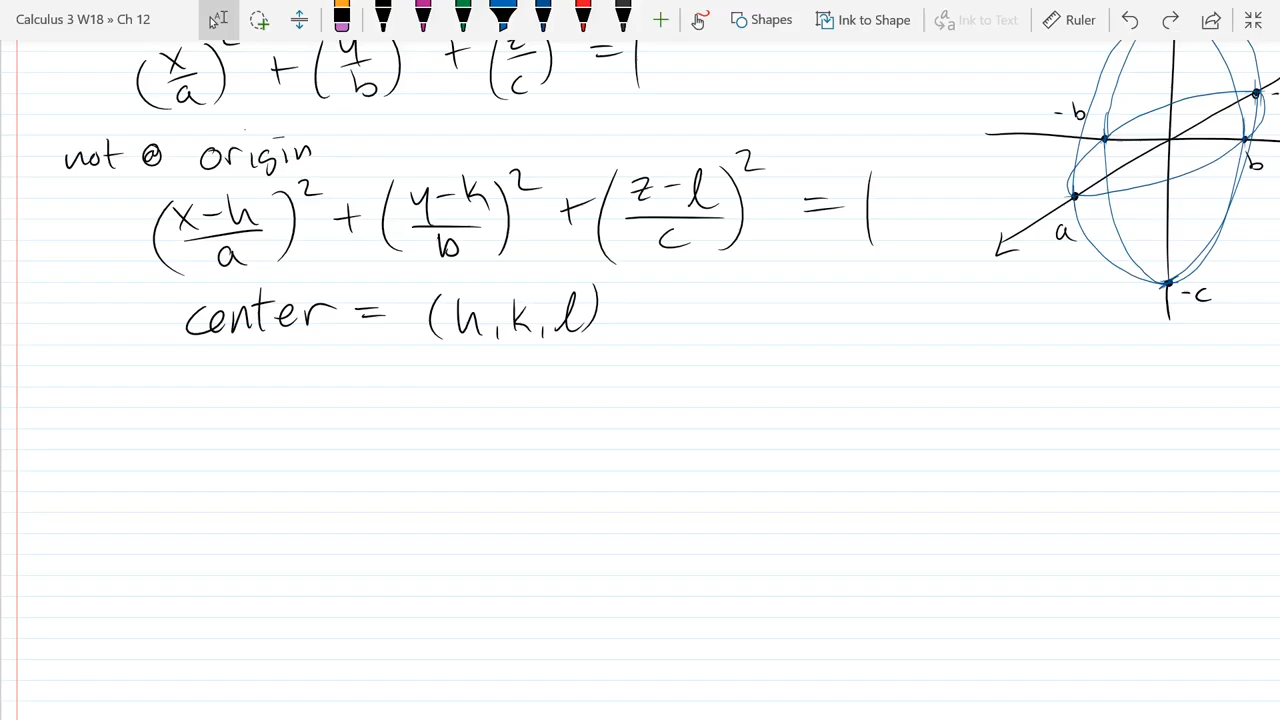 Calculus 3 W18 » Ch 12
Shapes
Ink to Shape
Ink to Text
Ruler
(x/a)² + (y/b)² + (z/c)² = 1
not @ origin
((x-h)/a)² + ((y-k)/b)² + ((z-l)/c)² = 1
center = (h, k, l)
-b
b
a
-c